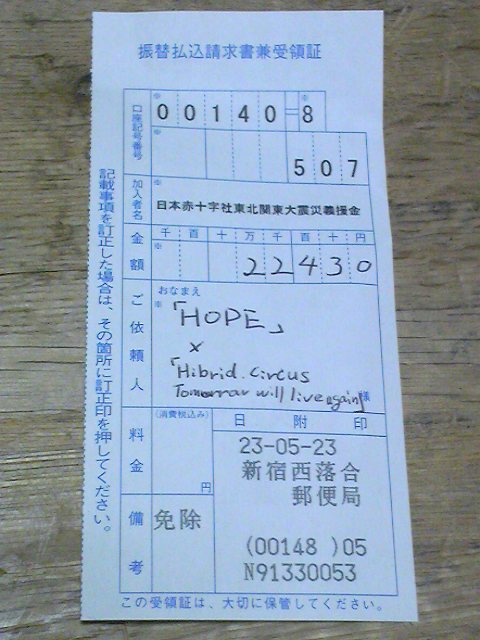 振替払込請求書兼受領証
口座記号番号
※
00140-8
※
※
507
加入者名
※
日本赤十字社東北関東大震災義援金
金額
千百十万千百十円
※
22430
ご依頼人
おなまえ
※
「HOPE」
×
「Hibrid.circus
Tomorrow will live again」様
料金
(消費税込み)
円
日附印
23-05-23
新宿西落合
郵便局
(00148 )05
N91330053
備考
免除
記載事項を訂正した場合は、その箇所に訂正印を押してください。
この受領証は、大切に保管してください。